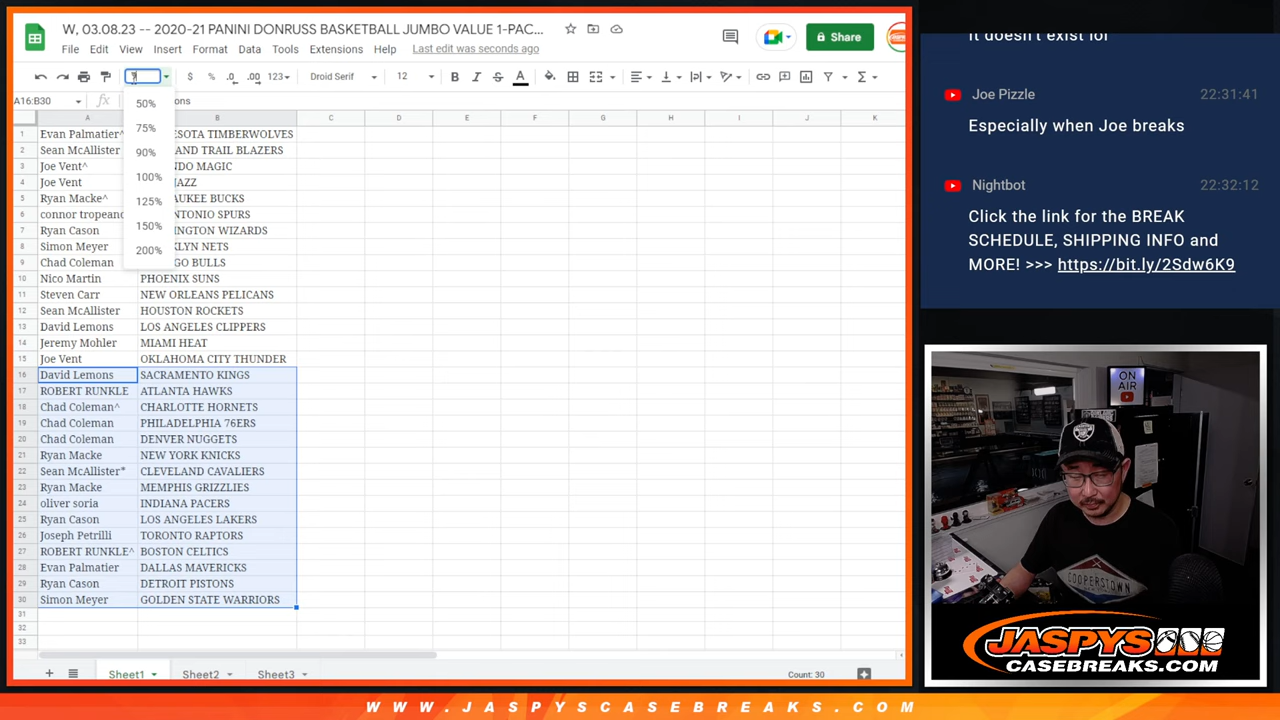 W, 03.08.23 -- 2020-21 PANINI DONRUSS BASKETBALL JUMBO VALUE 1-PAC...
File Edit View Insert Format Data Tools Extensions Help Last edit was seconds ago
Share
$ % .0 .00 123 Droid Serif 12 B I S A
A16:B30 fx ons
50%
75%
90%
100%
125%
150%
200%
A B C D E F G H I J K
1 Evan Palmatier^ ESOTA TIMBERWOLVES
2 Sean McAllister AND TRAIL BLAZERS
3 Joe Vent^ NDO MAGIC
4 Joe Vent JAZZ
5 Ryan Macke^ AUKEE BUCKS
6 connor tropeano NTONIO SPURS
7 Ryan Cason INGTON WIZARDS
8 Simon Meyer KLYN NETS
9 Chad Coleman GO BULLS
10 Nico Martin PHOENIX SUNS
11 Steven Carr NEW ORLEANS PELICANS
12 Sean McAllister HOUSTON ROCKETS
13 David Lemons LOS ANGELES CLIPPERS
14 Jeremy Mohler MIAMI HEAT
15 Joe Vent OKLAHOMA CITY THUNDER
16 David Lemons SACRAMENTO KINGS
17 ROBERT RUNKLE ATLANTA HAWKS
18 Chad Coleman^ CHARLOTTE HORNETS
19 Chad Coleman PHILADELPHIA 76ERS
20 Chad Coleman DENVER NUGGETS
21 Ryan Macke NEW YORK KNICKS
22 Sean McAllister* CLEVELAND CAVALIERS
23 Ryan Macke MEMPHIS GRIZZLIES
24 oliver soria INDIANA PACERS
25 Ryan Cason LOS ANGELES LAKERS
26 Joseph Petrilli TORONTO RAPTORS
27 ROBERT RUNKLE^ BOSTON CELTICS
28 Evan Palmatier DALLAS MAVERICKS
29 Ryan Cason DETROIT PISTONS
30 Simon Meyer GOLDEN STATE WARRIORS
31
32
33
Sheet1 Sheet2 Sheet3 Count: 30
it doesn't exist lol
Joe Pizzle 22:31:41
Especially when Joe breaks
Nightbot 22:32:12
Click the link for the BREAK
SCHEDULE, SHIPPING INFO and
MORE! >>> https://bit.ly/2Sdw6K9
ON
AIR
COOPERSTOWN
JASPYS
CASEBREAKS.COM
WWW.JASPYSCASEBREAKS.COM